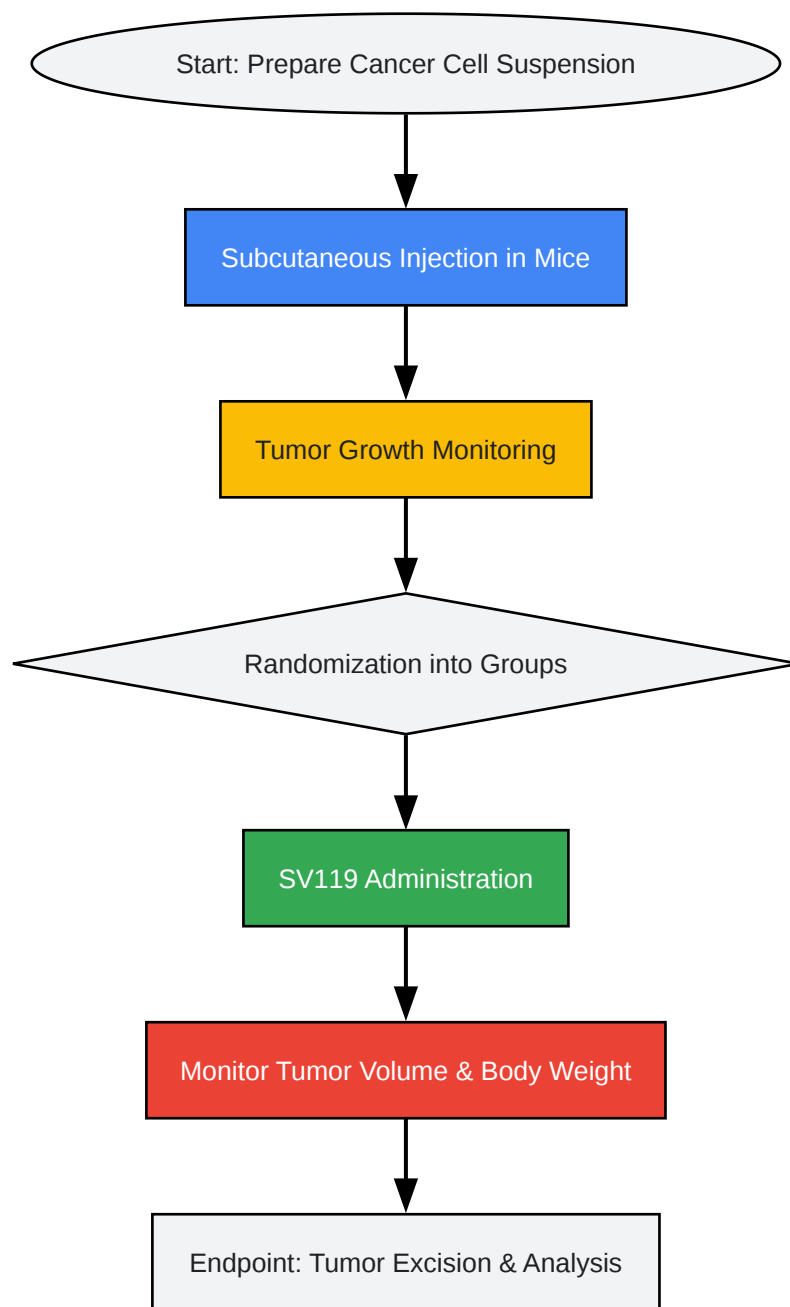 Start: Prepare Cancer Cell Suspension
Subcutaneous Injection in Mice
Tumor Growth Monitoring
Randomization into Groups
SV119 Administration
Monitor Tumor Volume & Body Weight
Endpoint: Tumor Excision & Analysis